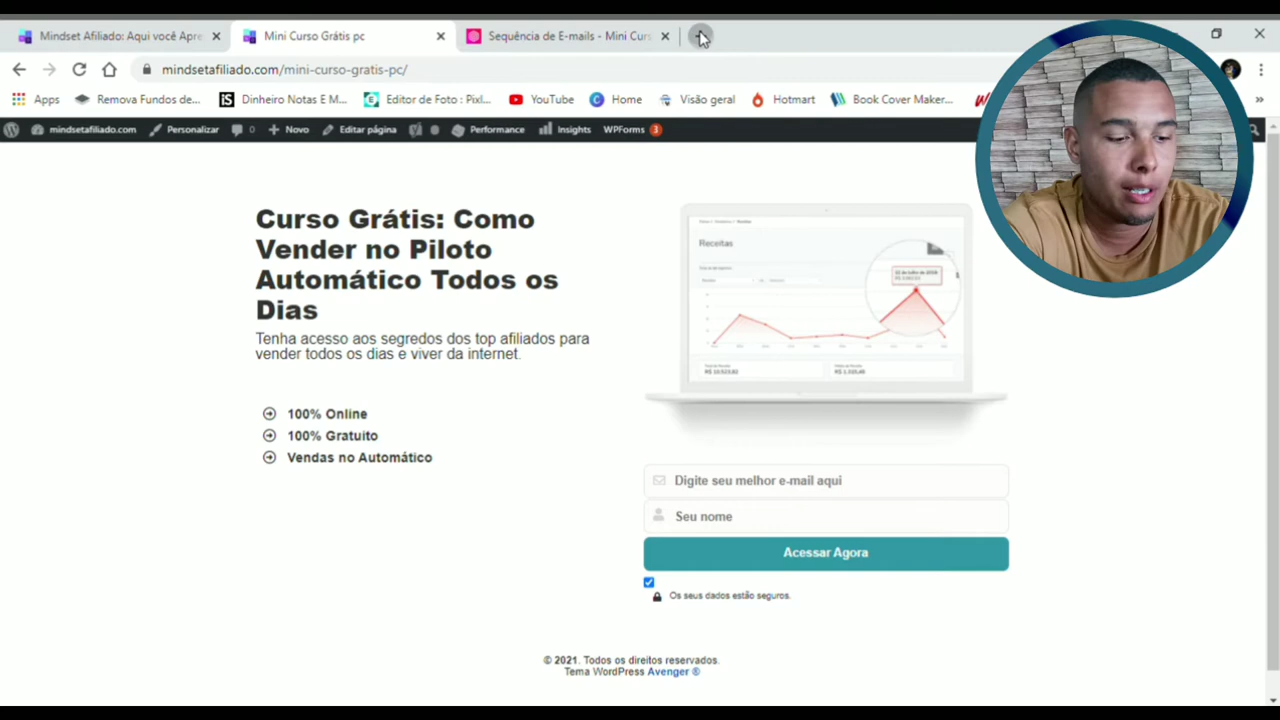 Mindset Afiliado: Aqui você Apre
Mini Curso Grátis pc
Sequência de E-mails - Mini Curs
mindsetafiliado.com/mini-curso-gratis-pc/
Apps
Remova Fundos de...
Dinheiro Notas E M...
Editor de Foto : Pixl...
YouTube
Home
Visão geral
Hotmart
Book Cover Maker...
mindsetafiliado.com
Personalizar
0
Novo
Editar página
Performance
Insights
WPForms 3
Curso Grátis: Como
Vender no Piloto
Automático Todos os
Dias
Tenha acesso aos segredos dos top afiliados para
vender todos os dias e viver da internet.
100% Online
100% Gratuito
Vendas no Automático
Receitas
Digite seu melhor e-mail aqui
Seu nome
Acessar Agora
Os seus dados estão seguros.
© 2021. Todos os direitos reservados.
Tema WordPress Avenger ®